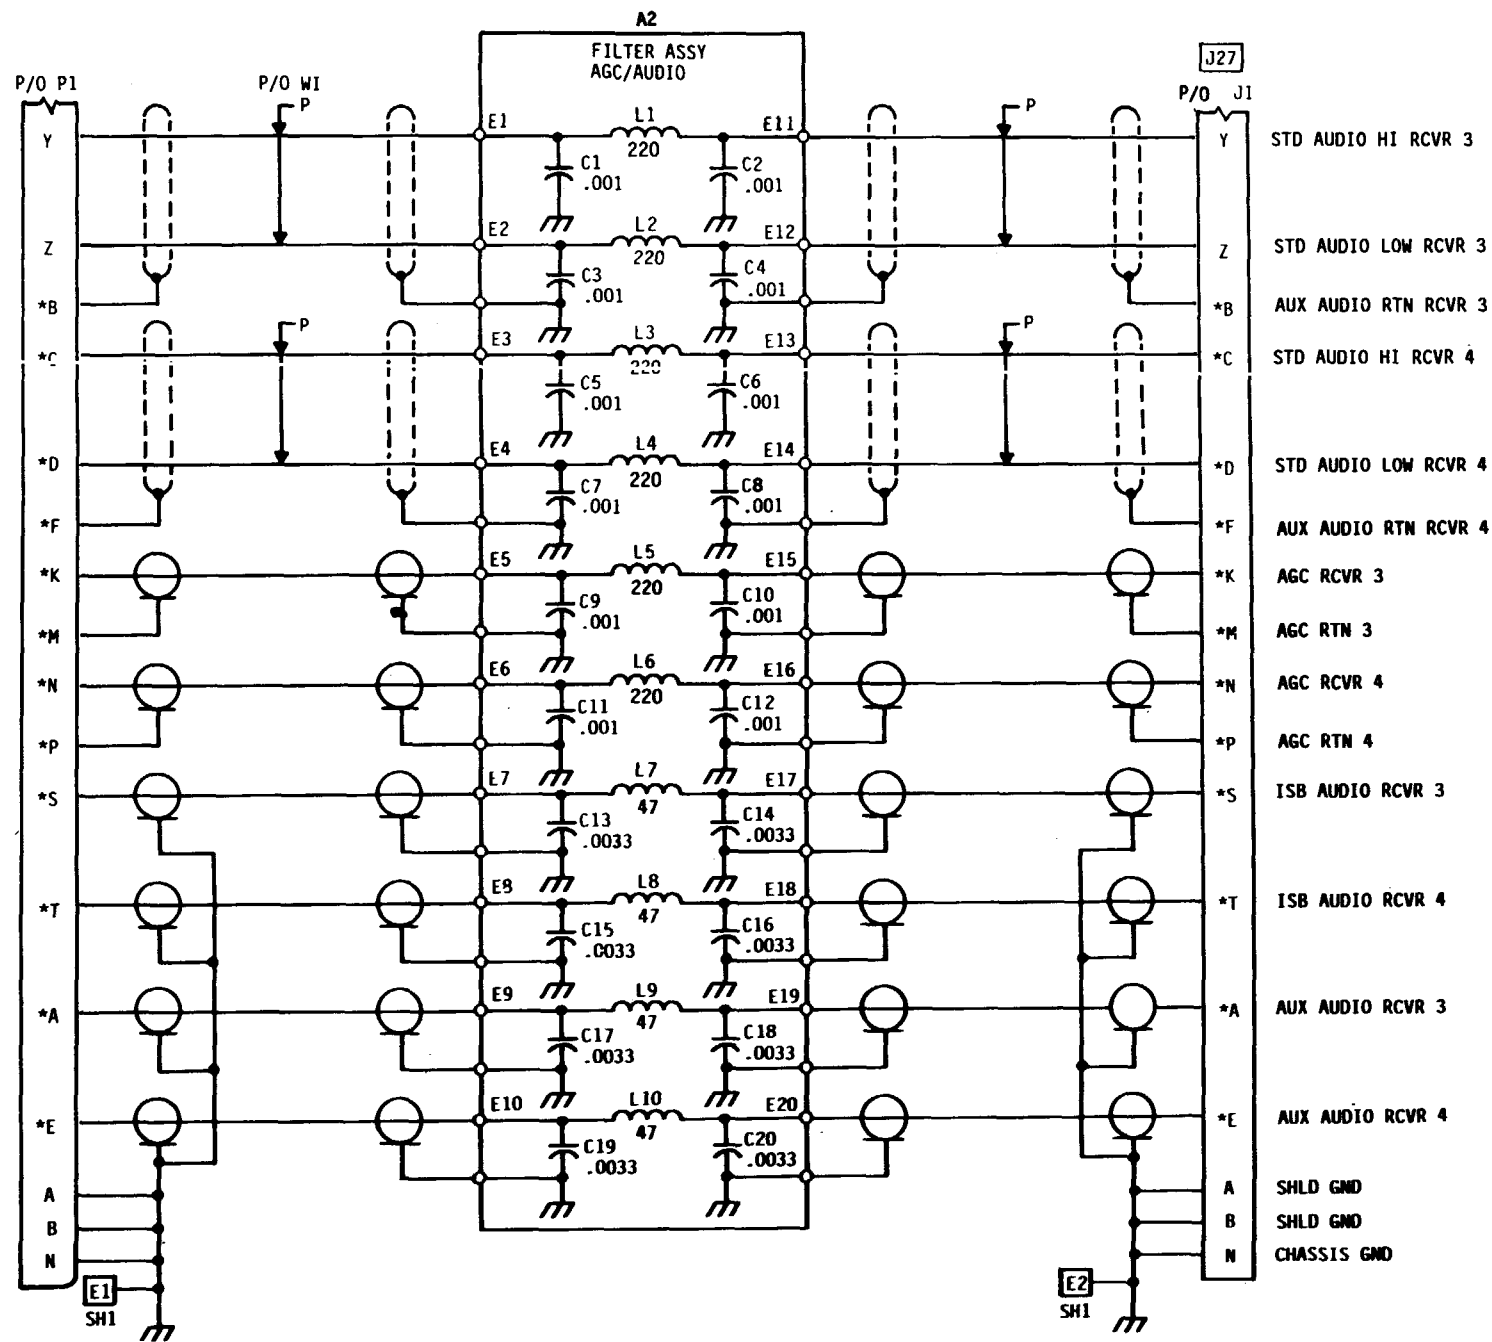 A2
FILTER ASSY
AGC/AUDIO
J27
P/O P1
P/O WI
P/O J1
P
P
Y
E1
L1
220
E11
Y
STD AUDIO HI RCVR 3
C1
.001
C2
.001
Z
E2
L2
220
E12
Z
STD AUDIO LOW RCVR 3
C3
.001
C4
.001
*B
*B
AUX AUDIO RTN RCVR 3
P
P
*C
E3
L3
220
E13
*C
STD AUDIO HI RCVR 4
C5
.001
C6
.001
*D
E4
L4
220
E14
*D
STD AUDIO LOW RCVR 4
C7
.001
C8
.001
*F
*F
AUX AUDIO RTN RCVR 4
*K
E5
L5
220
E15
*K
AGC RCVR 3
C9
.001
C10
.001
*M
*M
AGC RTN 3
*N
E6
L6
220
E16
*N
AGC RCVR 4
C11
.001
C12
.001
*P
*P
AGC RTN 4
*S
E7
L7
47
E17
*S
ISB AUDIO RCVR 3
C13
.0033
C14
.0033
*T
E8
L8
47
E18
*T
ISB AUDIO RCVR 4
C15
.0033
C16
.0033
*A
E9
L9
47
E19
*A
AUX AUDIO RCVR 3
C17
.0033
C18
.0033
*E
E10
L10
47
E20
*E
AUX AUDIO RCVR 4
C19
.0033
C20
.0033
A
A
SHLD GND
B
B
SHLD GND
N
N
CHASSIS GND
E1
SH1
E2
SH1